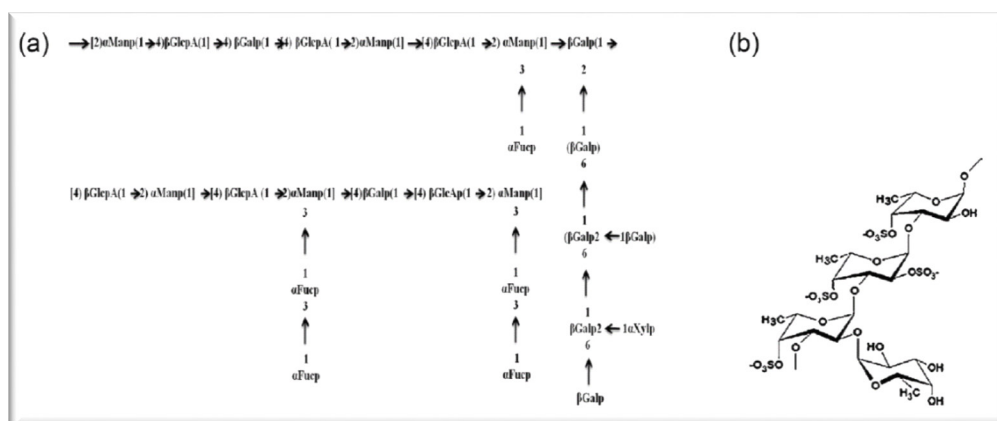 (a)
→[2)αManp(1→4)βGlcpA(1]→4) βGalp(1→[4) βGlcpA( 1→2)αManp(1]→[4)βGlcpA(1→2) αManp(1]→βGalp(1→
3 2
↑ ↑
1 1
αFucp (βGalp)
6
↑
[4) βGlcpA(1→2) αManp(1]→[4) βGlcpA (1→2)αManp(1]→[4)βGalp(1→[4) βGlcAp(1→2) αManp(1]
3 3 1
↑ ↑ (βGalp2←1βGalp)
6
1 1 ↑
αFucp αFucp
3 3 1
↑ ↑ βGalp2←1αXylp
6
1 1 ↑
αFucp αFucp
βGalp
(b)
O
H₃C O
OH
-O₃SO O
H₃C O
OSO₃-
-O₃SO O
H₃C O
O O
-O₃SO HO
OH
O H₃C
OH